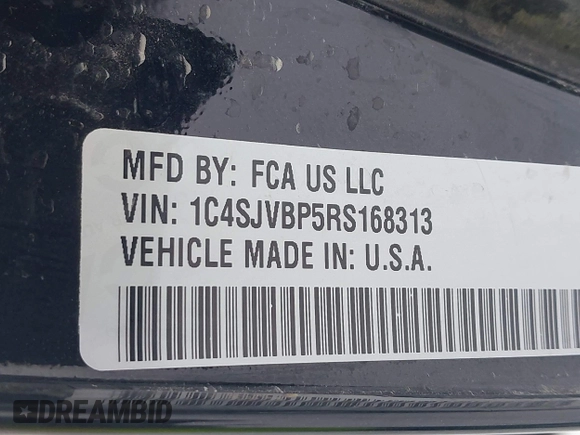 MFD BY: FCA US LLC
VIN: 1C4SJVBP5RS168313
VEHICLE MADE IN: U.S.A.
DREAMBID